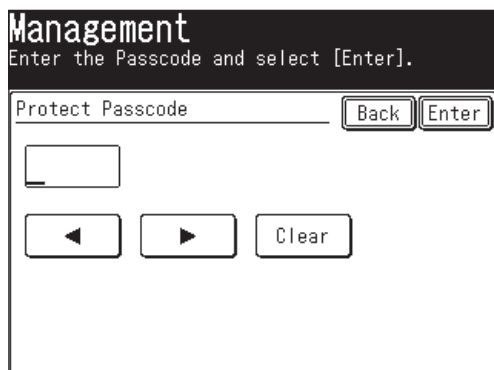 Management
Enter the Passcode and select [Enter].
Protect Passcode
Back Enter
◀ ▶ Clear